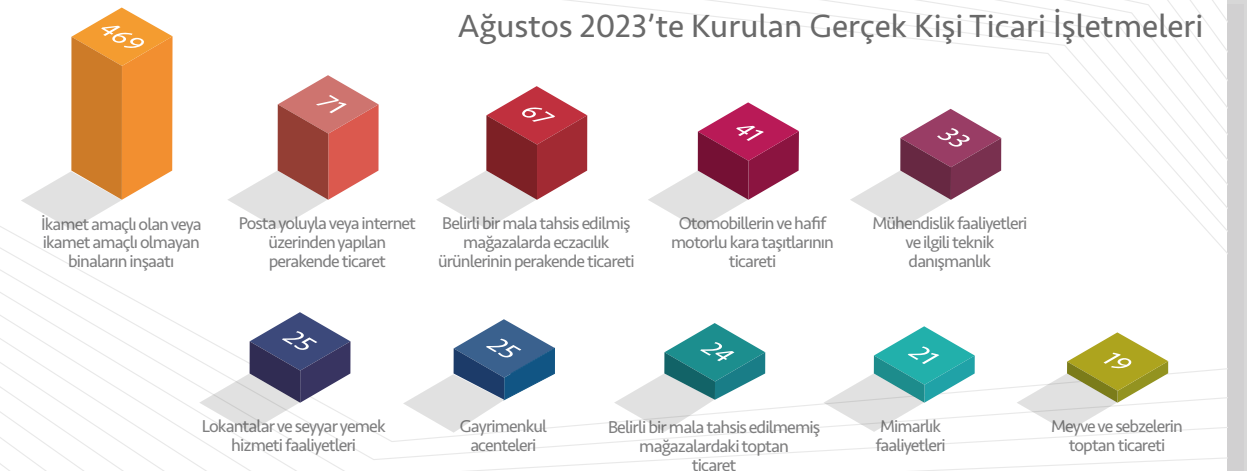 Ağustos 2023'te Kurulan Gerçek Kişi Ticari İşletmeleri
469
İkamet amaçlı olan veya
ikamet amaçlı olmayan
binaların inşaatı
71
Posta yoluyla veya internet
üzerinden yapılan
perakende ticaret
67
Belirli bir mala tahsis edilmiş
mağazalarda eczacılık
ürünlerinin perakende ticareti
41
Otomobillerin ve hafif
motorlu kara taşıtlarının
ticareti
33
Mühendislik faaliyetleri
ve ilgili teknik
danışmanlık
25
Lokantalar ve seyyar yemek
hizmeti faaliyetleri
25
Gayrimenkul
acenteleri
24
Belirli bir mala tahsis edilmemiş
mağazalardaki toptan
ticaret
21
Mimarlık
faaliyetleri
19
Meyve ve sebzelerin
toptan ticareti